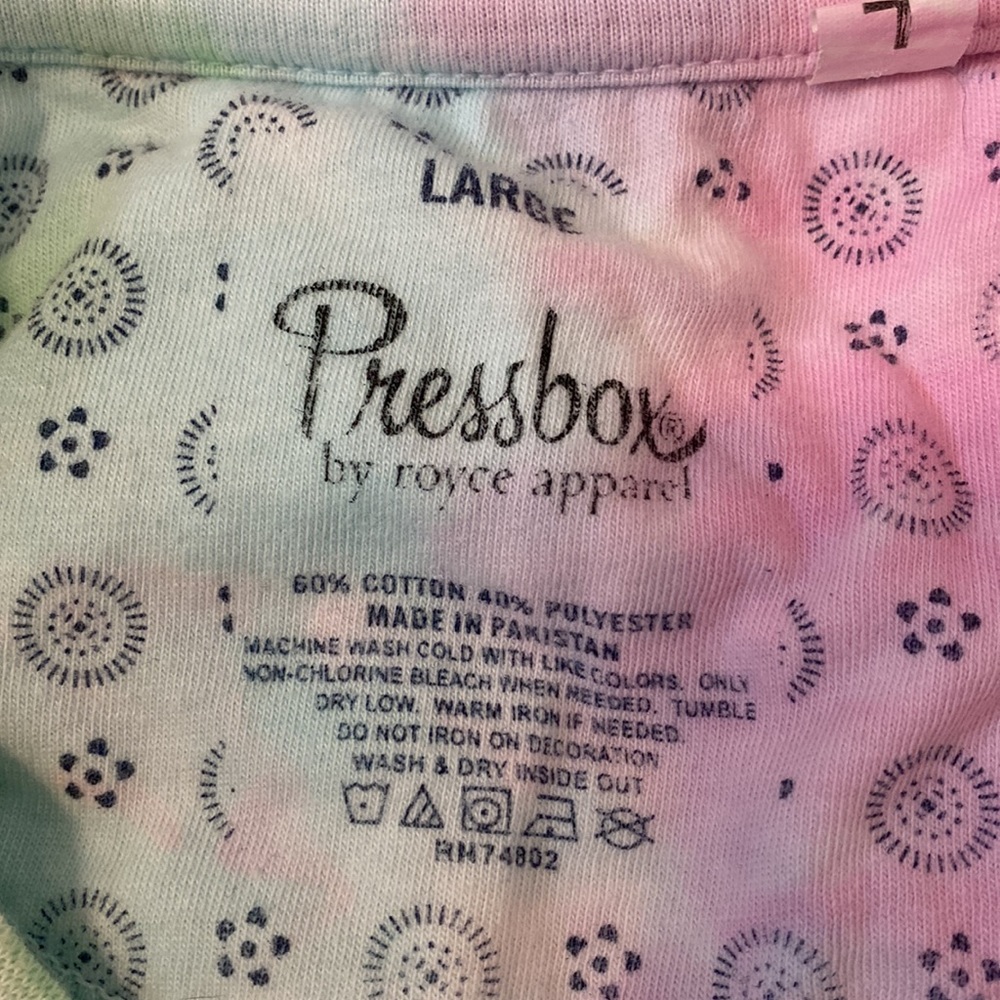 L
LARGE
Pressbox®
by royce apparel
60% COTTON 40% POLYESTER
MADE IN PAKISTAN
MACHINE WASH COLD WITH LIKE COLORS. ONLY
NON-CHLORINE BLEACH WHEN NEEDED. TUMBLE
DRY LOW. WARM IRON IF NEEDED.
DO NOT IRON ON DECORATION
WASH & DRY INSIDE OUT
RN74802